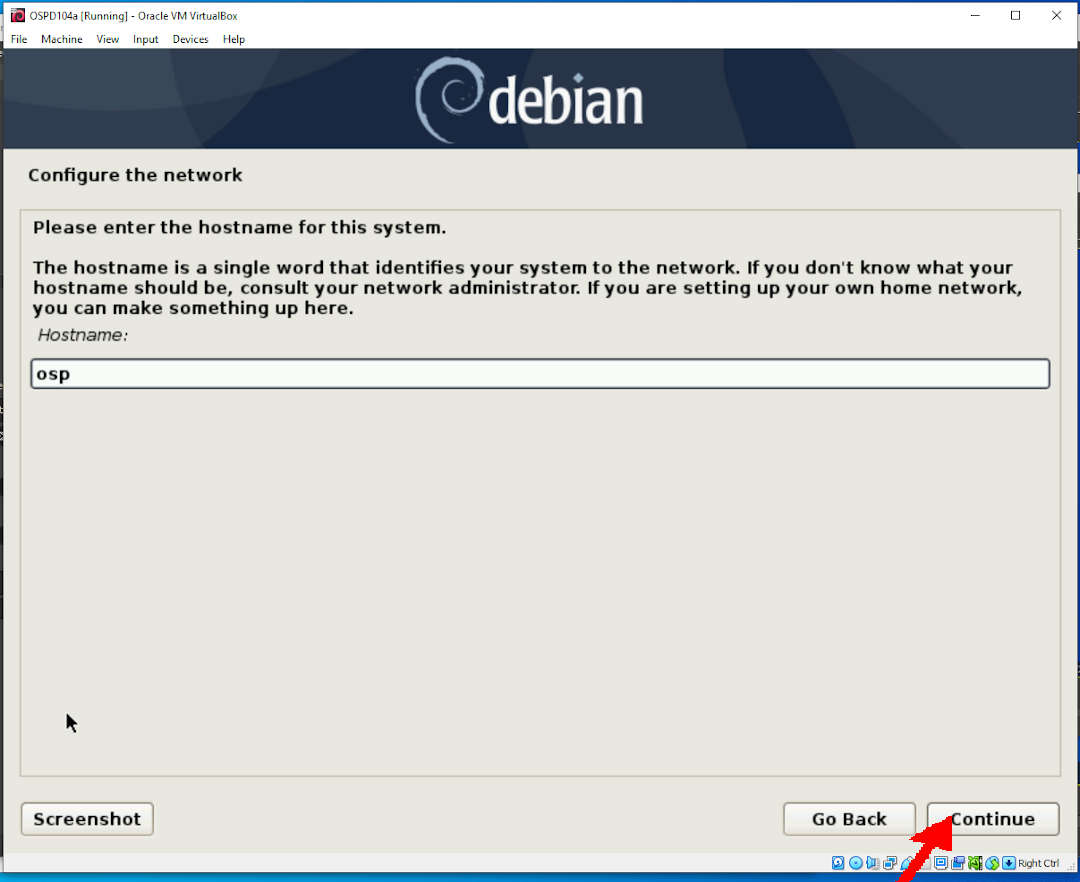 OSPD104a [Running] - Oracle VM VirtualBox
File Machine View Input Devices Help
debian
Configure the network
Please enter the hostname for this system.
The hostname is a single word that identifies your system to the network. If you don't know what your
hostname should be, consult your network administrator. If you are setting up your own home network,
you can make something up here.
Hostname:
osp
Screenshot Go Back Continue
Right Ctrl